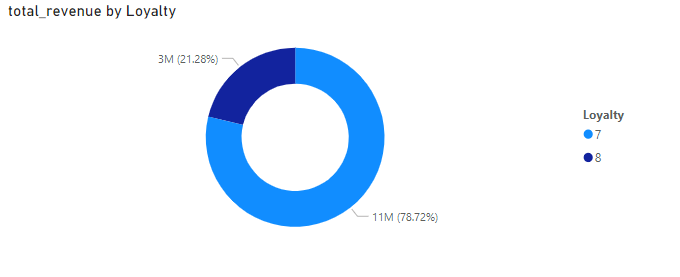 total_revenue by Loyalty
3M (21.28%)
11M (78.72%)
Loyalty
7
8